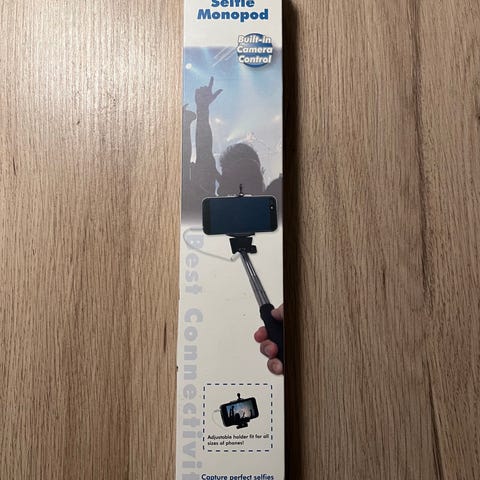 Selfie
Monopod
Built-in
Camera
Control
Best Connectivi
Adjustable holder fit for all
sizes of phones!
Capture perfect selfies